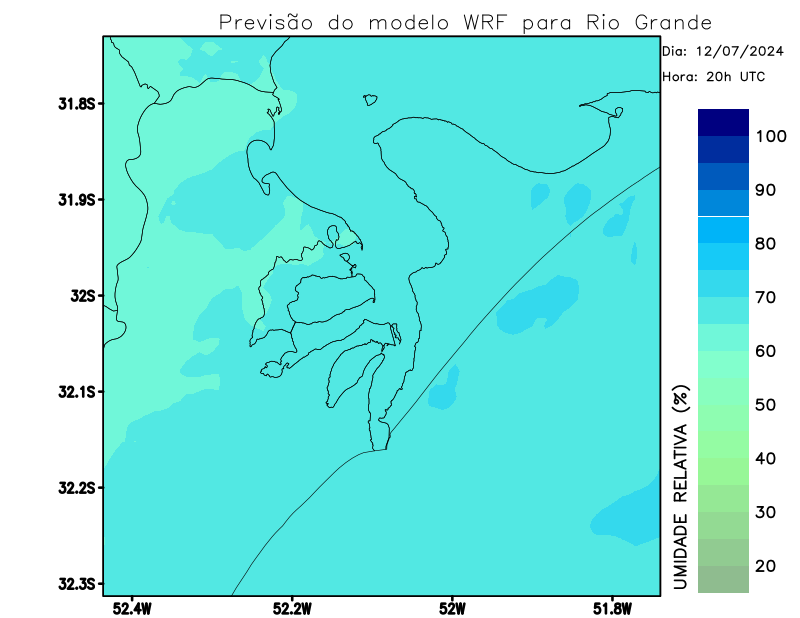 Previsão do modelo WRF para Rio Grande
Dia: 12/07/2024
Hora: 20h UTC
31.8S
31.9S
32S
32.1S
32.2S
32.3S
52.4W
52.2W
52W
51.8W
UMIDADE RELATIVA (%)
100
90
80
70
60
50
40
30
20